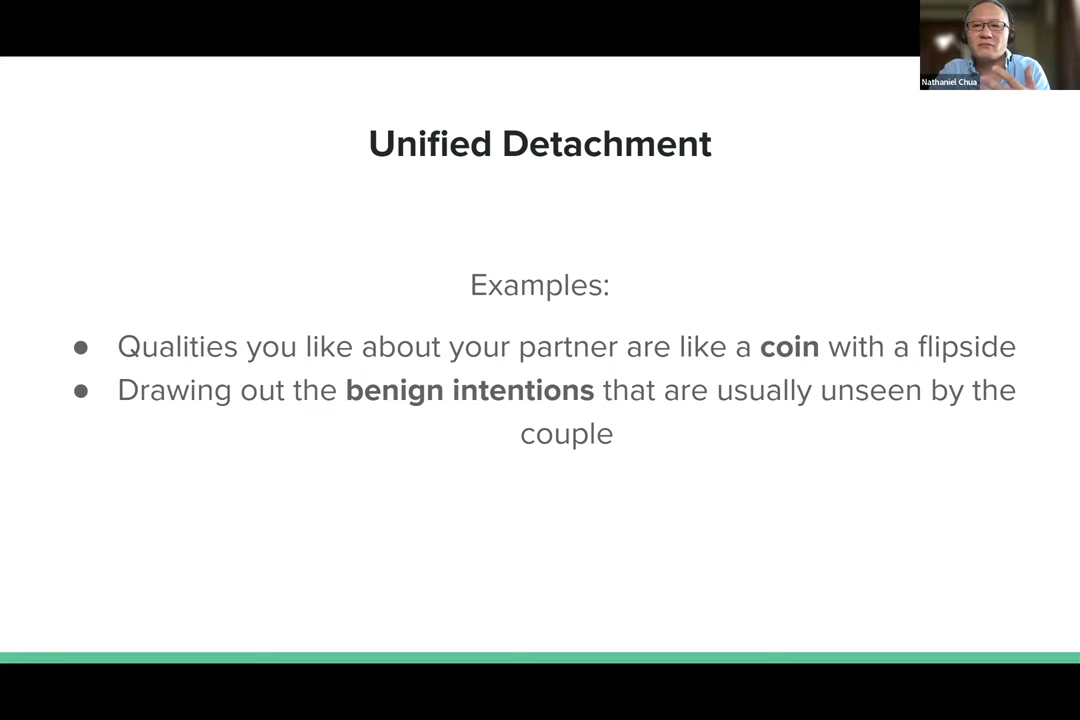 Nathaniel Chua
Unified Detachment
Examples:
● Qualities you like about your partner are like a coin with a flipside
● Drawing out the benign intentions that are usually unseen by the
couple